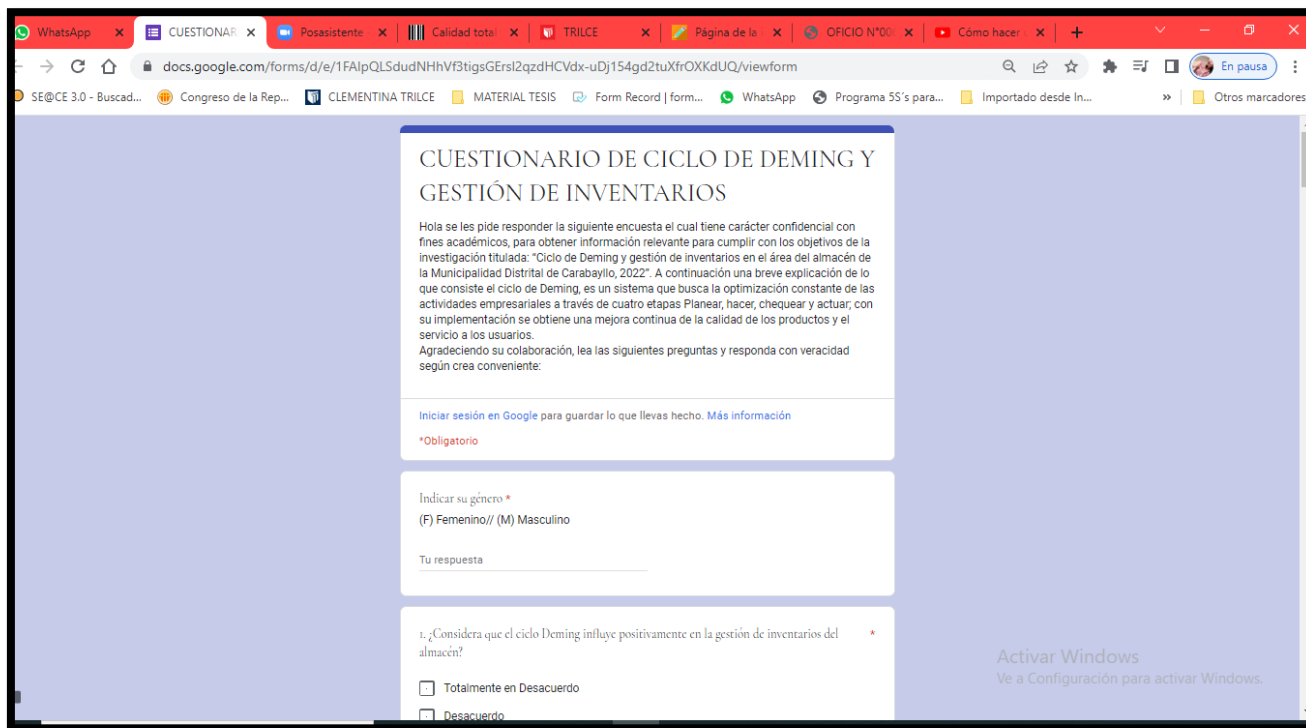 WhatsApp
CUESTIONAR
Posasistente
Calidad total
TRILCE
Página de la
OFICIO N°00
Cómo hacer
docs.google.com/forms/d/e/1FAIpQLSdudNHhVf3tigsGErsl2qzdHCVdx-uDj154gd2tuXfrOXKdUQ/viewform
En pausa
SE@CE 3.0 - Buscad...
Congreso de la Rep...
CLEMENTINA TRILCE
MATERIAL TESIS
Form Record | form...
WhatsApp
Programa 5S's para...
Importado desde In...
»
Otros marcadores
CUESTIONARIO DE CICLO DE DEMING Y
GESTIÓN DE INVENTARIOS
Hola se les pide responder la siguiente encuesta el cual tiene carácter confidencial con
fines académicos, para obtener información relevante para cumplir con los objetivos de la
investigación titulada: “Ciclo de Deming y gestión de inventarios en el área del almacén de
la Municipalidad Distrital de Carabayllo, 2022”. A continuación una breve explicación de lo
que consiste el ciclo de Deming, es un sistema que busca la optimización constante de las
actividades empresariales a través de cuatro etapas Planear, hacer, chequear y actuar; con
su implementación se obtiene una mejora continua de la calidad de los productos y el
servicio a los usuarios.
Agradeciendo su colaboración, lea las siguientes preguntas y responda con veracidad
según crea conveniente:
Iniciar sesión en Google para guardar lo que llevas hecho. Más información
*Obligatorio
Indicar su género *
(F) Femenino// (M) Masculino
Tu respuesta
1. ¿Considera que el ciclo Deming influye positivamente en la gestión de inventarios del *
almacén?
Totalmente en Desacuerdo
Desacuerdo
Activar Windows
Ve a Configuración para activar Windows.